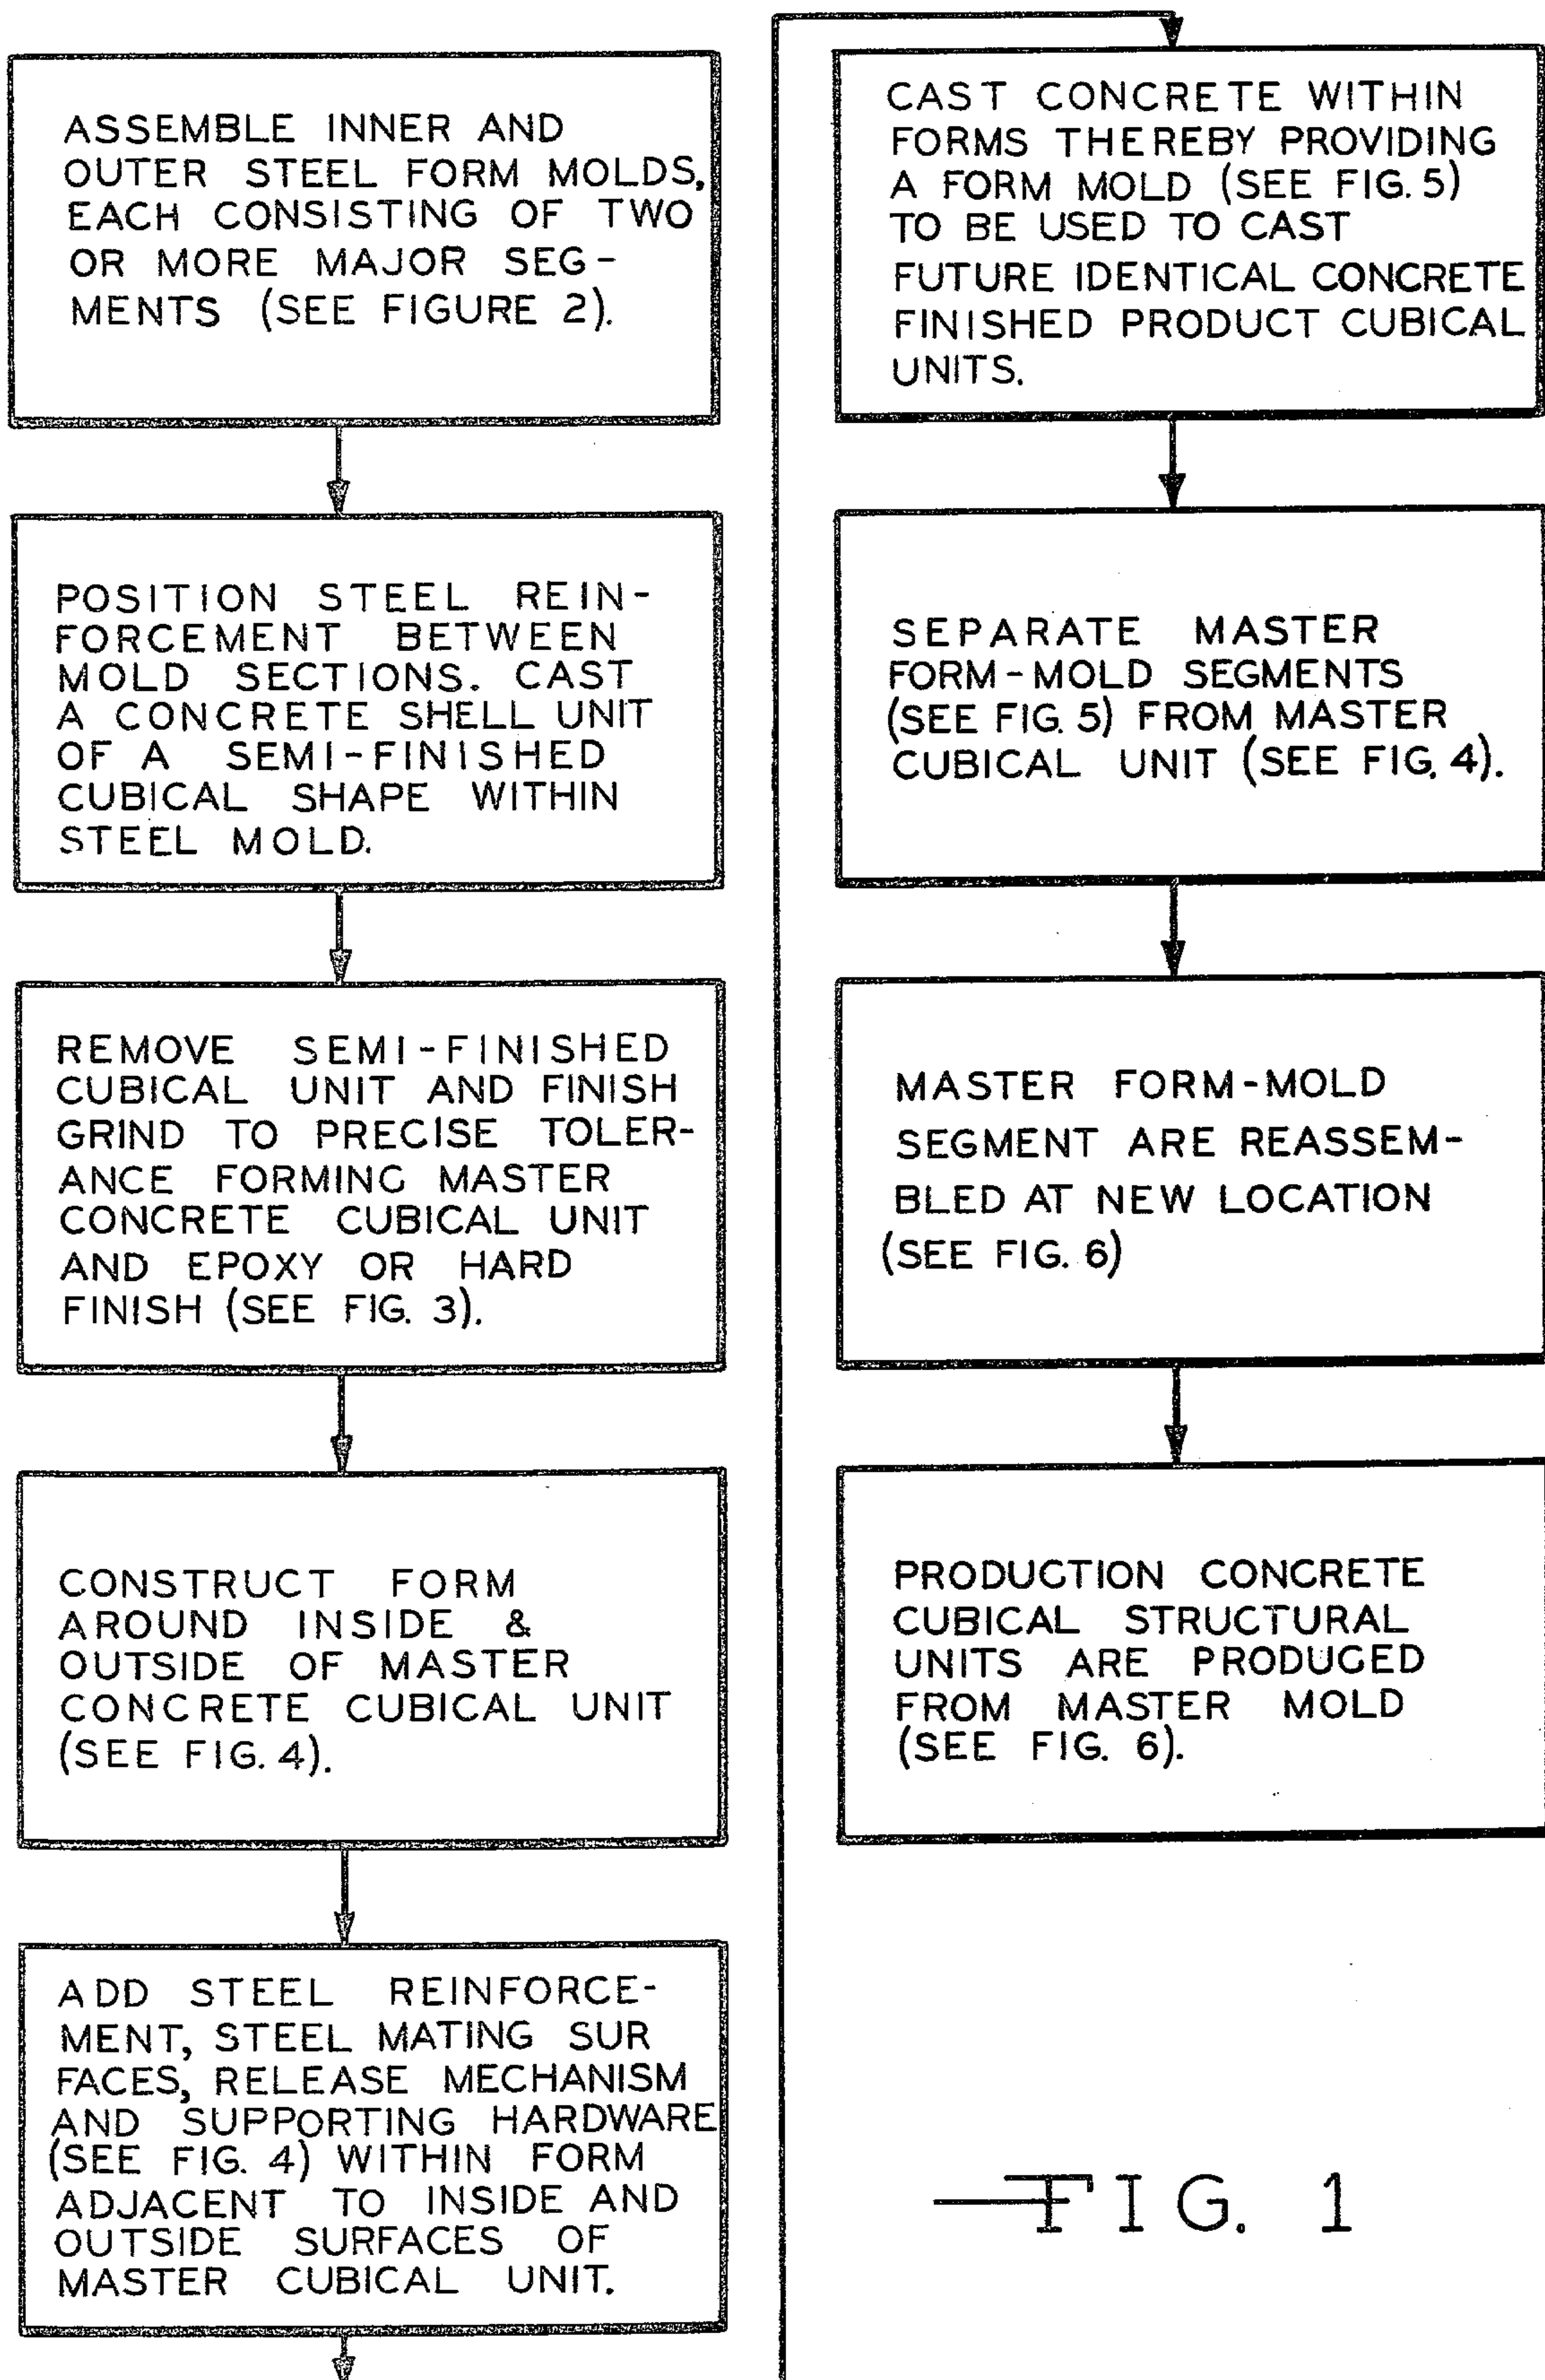 ASSEMBLE INNER AND
OUTER STEEL FORM MOLDS,
EACH CONSISTING OF TWO
OR MORE MAJOR SEG-
MENTS (SEE FIGURE 2).
POSITION STEEL REIN-
FORCEMENT BETWEEN
MOLD SECTIONS. CAST
A CONCRETE SHELL UNIT
OF A SEMI-FINISHED
CUBICAL SHAPE WITHIN
STEEL MOLD.
REMOVE SEMI-FINISHED
CUBICAL UNIT AND FINISH
GRIND TO PRECISE TOLER-
ANCE FORMING MASTER
CONCRETE CUBICAL UNIT
AND EPOXY OR HARD
FINISH (SEE FIG. 3).
CONSTRUCT FORM
AROUND INSIDE &
OUTSIDE OF MASTER
CONCRETE CUBICAL UNIT
(SEE FIG. 4).
ADD STEEL REINFORCE-
MENT, STEEL MATING SUR
FACES, RELEASE MECHANISM
AND SUPPORTING HARDWARE
(SEE FIG. 4) WITHIN FORM
ADJACENT TO INSIDE AND
OUTSIDE SURFACES OF
MASTER CUBICAL UNIT.
CAST CONCRETE WITHIN
FORMS THEREBY PROVIDING
A FORM MOLD (SEE FIG. 5)
TO BE USED TO CAST
FUTURE IDENTICAL CONCRETE
FINISHED PRODUCT CUBICAL
UNITS.
SEPARATE MASTER
FORM-MOLD SEGMENTS
(SEE FIG. 5) FROM MASTER
CUBICAL UNIT (SEE FIG. 4).
MASTER FORM-MOLD
SEGMENT ARE REASSEM-
BLED AT NEW LOCATION
(SEE FIG. 6)
PRODUCTION CONCRETE
CUBICAL STRUCTURAL
UNITS ARE PRODUCED
FROM MASTER MOLD
(SEE FIG. 6).
FIG. 1